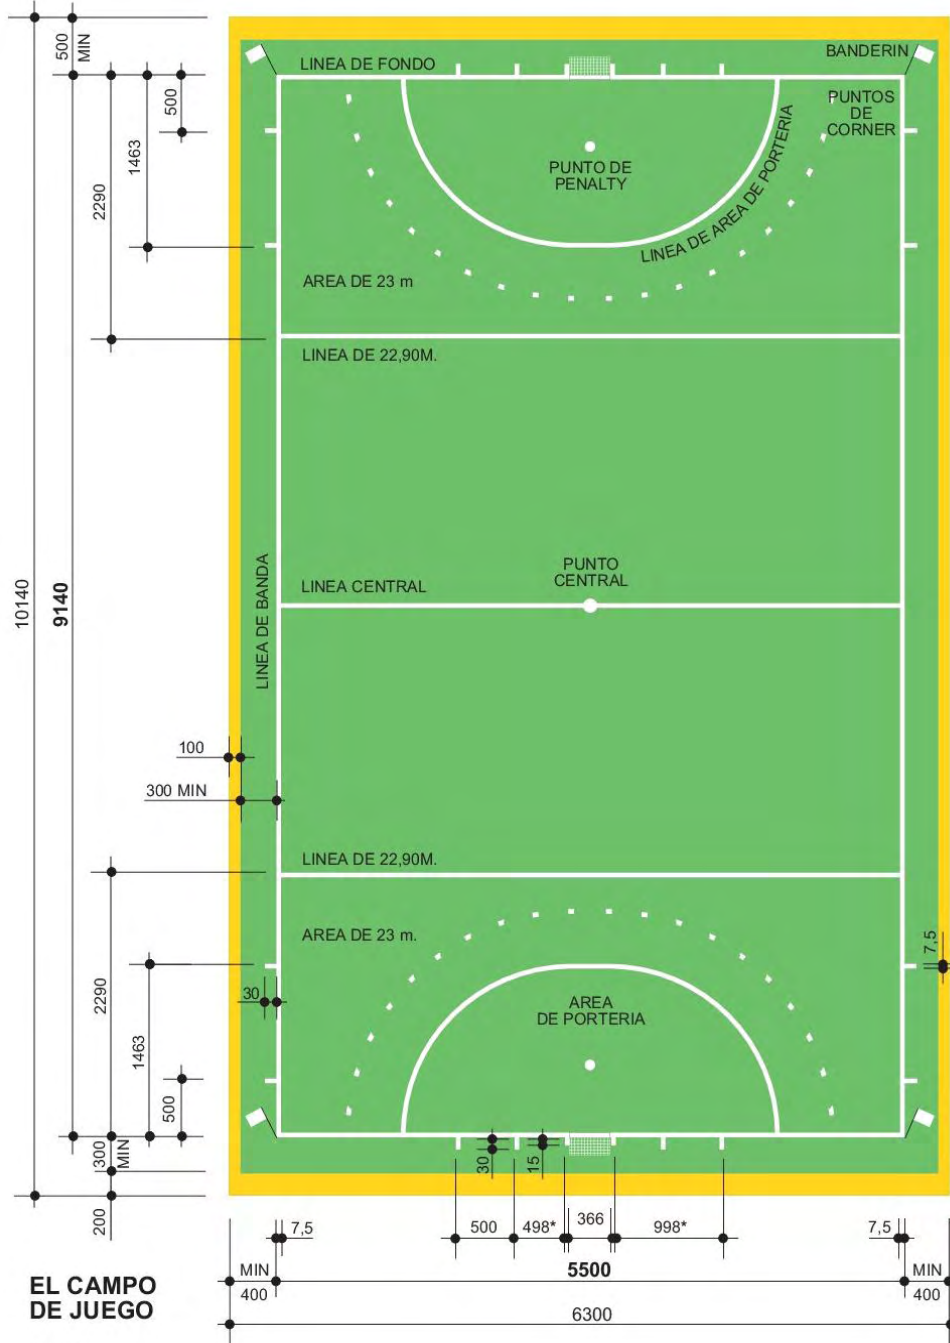 500
MIN
LINEA DE FONDO
BANDERIN
500
PUNTOS
DE
CORNER
1463
2290
PUNTO DE
PENALTY
LINEA DE AREA DE PORTERIA
AREA DE 23 m
LINEA DE 22,90M.
10140
9140
LINEA DE BANDA
LINEA CENTRAL
PUNTO
CENTRAL
100
300 MIN
LINEA DE 22,90M.
AREA DE 23 m.
7,5
2290
30
AREA
DE PORTERIA
1463
500
300
MIN
30
15
200
7,5
500
498*
366
998*
7,5
MIN
400
5500
MIN
400
6300
EL CAMPO
DE JUEGO